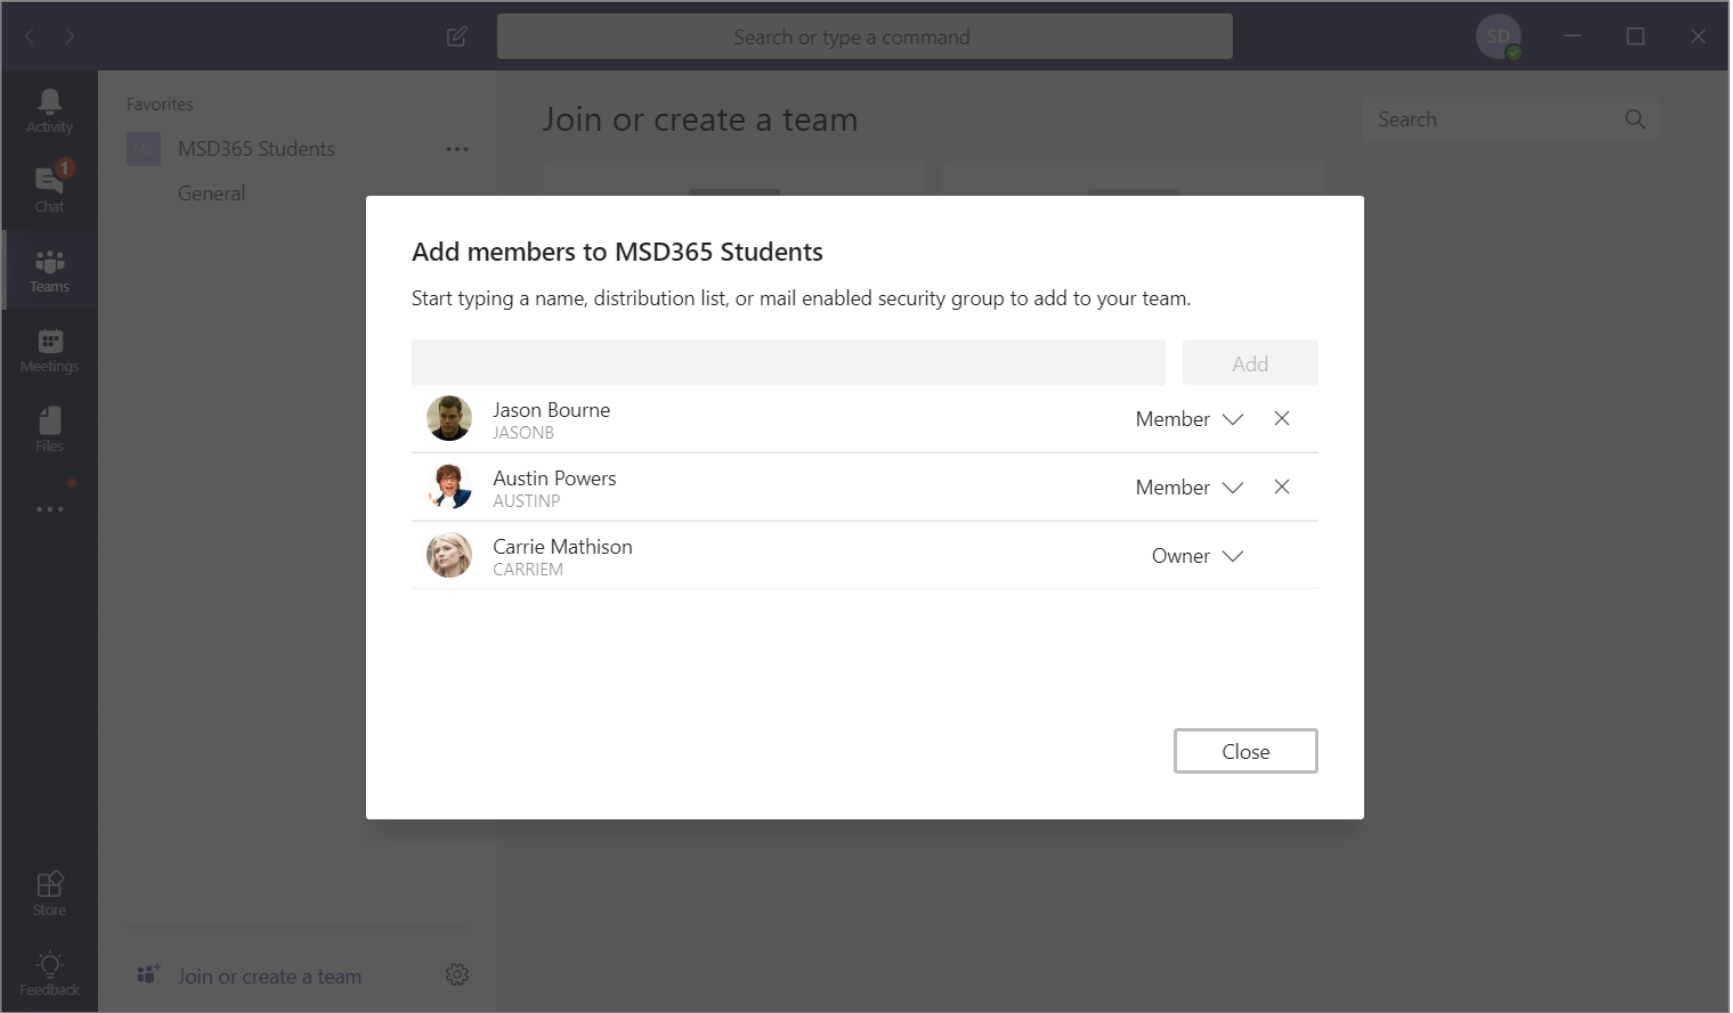 Search or type a command
SD
Activity
1
Chat
Teams
Meetings
Files
Store
Feedback
Favorites
MS
MSD365 Students
General
Join or create a team
Search
Add members to MSD365 Students
Start typing a name, distribution list, or mail enabled security group to add to your team.
Add
Jason Bourne
JASONB
Member
Austin Powers
AUSTINP
Member
Carrie Mathison
CARRIEM
Owner
Close
Join or create a team